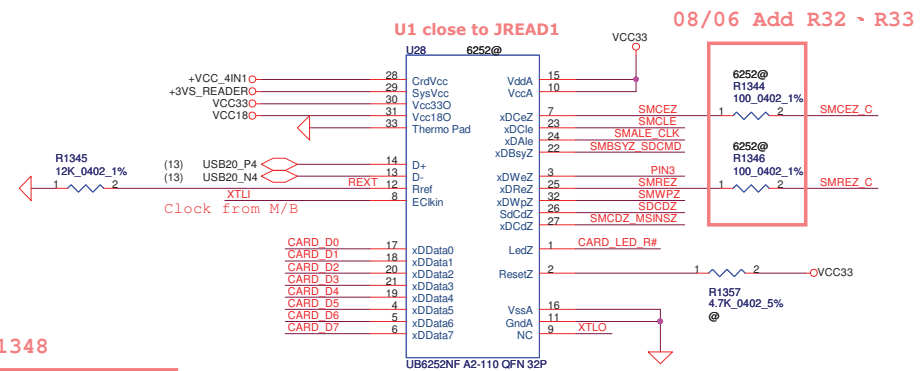 08/06 Add R32、R33
U1 close to JREAD1
VCC33
U28 6252@
+VCC_4IN1 28 CrdVcc VddA 15
+3VS_READER 29 SysVcc VccA 10
VCC33 30 Vcc33O
VCC18 31 Vcc18O xDCeZ 7 SMCEZ
33 Thermo Pad xDCle 23 SMCLE
xDAle 24 SMALE_CLK
xDBsyZ 22 SMBSYZ_SDCMD
6252@
R1344
100_0402_1%
1 2 SMCEZ_C
R1345
12K_0402_1%
1 2
(13) USB20_P4 14 D+
(13) USB20_N4 13 D-
REXT 12 Rref
XTLI 8 EClkin
Clock from M/B
xDWeZ 3 PIN3
xDReZ 25 SMREZ
xDWpZ 32 SMWPZ
SdCdZ 26 SDCDZ
xDCdZ 27 SMCDZ_MSINSZ
6252@
R1346
100_0402_1%
1 2 SMREZ_C
CARD_D0 17 xDData0
CARD_D1 18 xDData1
CARD_D2 20 xDData2
CARD_D3 21 xDData3
CARD_D4 19 xDData4
CARD_D5 4 xDData5
CARD_D6 5 xDData6
CARD_D7 6 xDData7
LedZ 1 CARD_LED_R#
ResetZ 2
1 2 VCC33
R1357
4.7K_0402_5%
@
VssA 16
GndA 11
NC 9 XTLO
UB6252NF A2-110 QFN 32P
1348